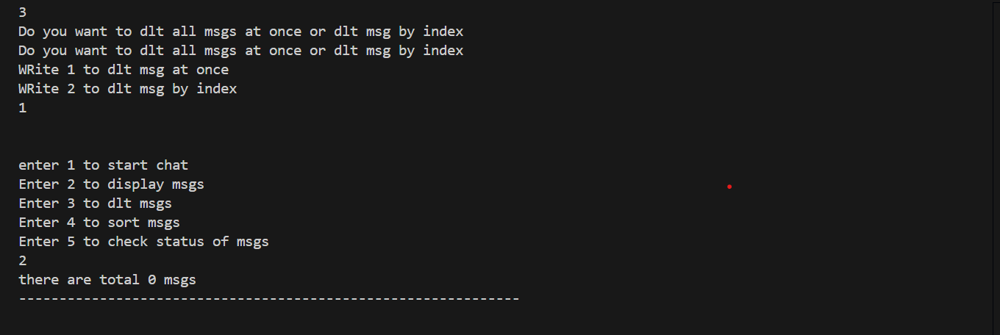 3
Do you want to dlt all msgs at once or dlt msg by index
Do you want to dlt all msgs at once or dlt msg by index
WRite 1 to dlt msg at once
WRite 2 to dlt msg by index
1
enter 1 to start chat
Enter 2 to display msgs
Enter 3 to dlt msgs
Enter 4 to sort msgs
Enter 5 to check status of msgs
2
there are total 0 msgs
--------------------------------------------------------------